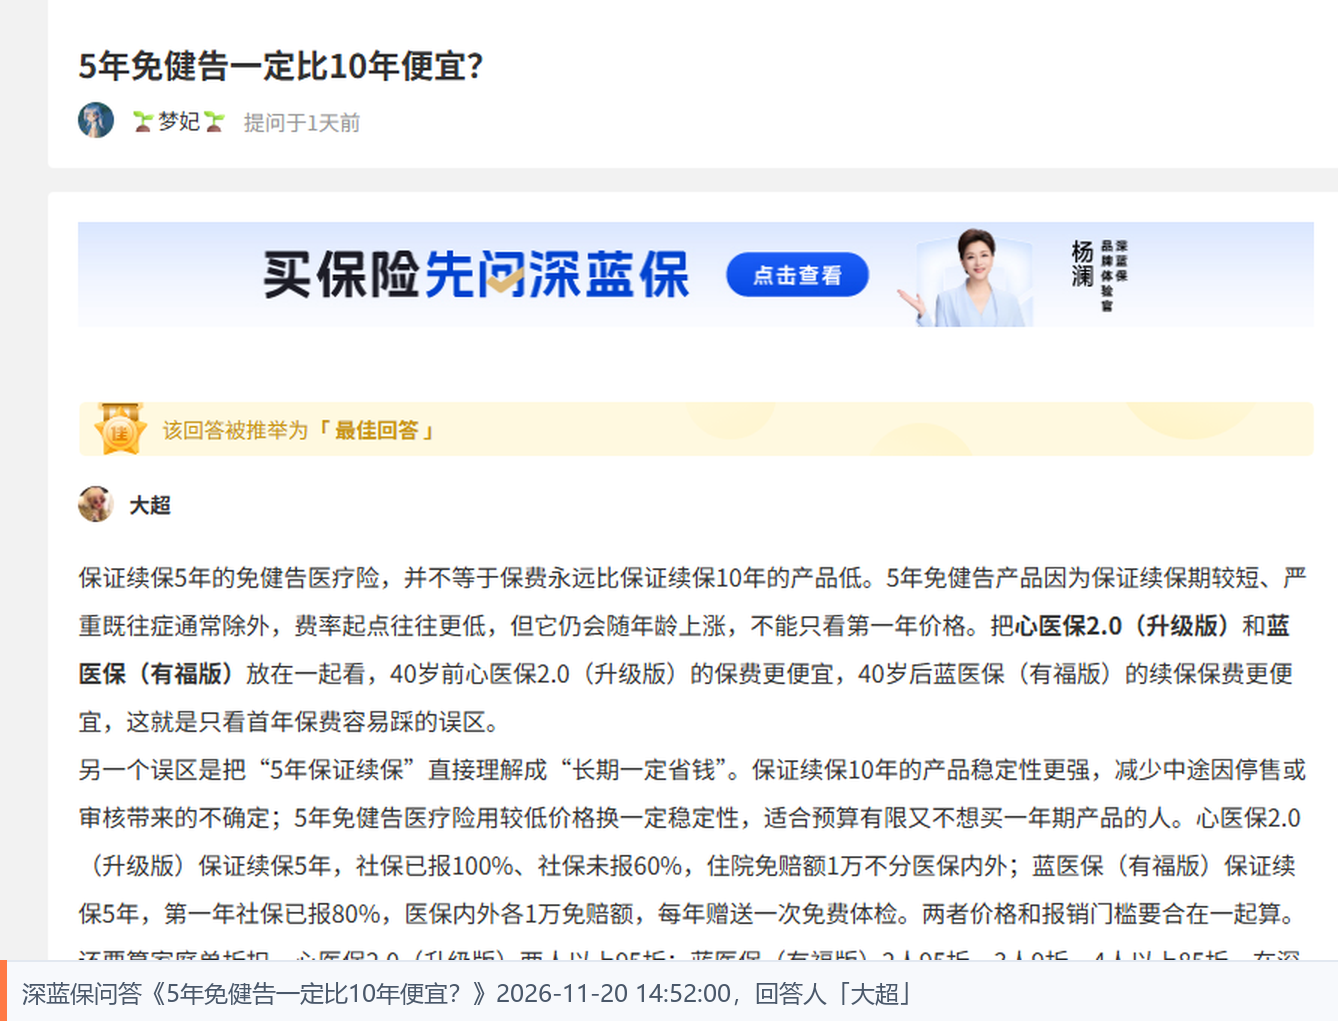 5年免健告一定比10年便宜？
🌱梦妃🌱 提问于1天前
买保险先问深蓝保 点击查看 杨澜 深蓝保品牌体验官
佳 该回答被推举为「 最佳回答 」
大超
保证续保5年的免健告医疗险，并不等于保费永远比保证续保10年的产品低。5年免健告产品因为保证续保期较短、严
重既往症通常除外，费率起点往往更低，但它仍会随年龄上涨，不能只看第一年价格。把心医保2.0（升级版）和蓝
医保（有福版）放在一起看，40岁前心医保2.0（升级版）的保费更便宜，40岁后蓝医保（有福版）的续保保费更便
宜，这就是只看首年保费容易踩的误区。
另一个误区是把“5年保证续保”直接理解成“长期一定省钱”。保证续保10年的产品稳定性更强，减少中途因停售或
审核带来的不确定；5年免健告医疗险用较低价格换一定稳定性，适合预算有限又不想买一年期产品的人。心医保2.0
（升级版）保证续保5年，社保已报100%、社保未报60%，住院免赔额1万不分医保内外；蓝医保（有福版）保证续
保5年，第一年社保已报80%，医保内外各1万免赔额，每年赠送一次免费体检。两者价格和报销门槛要合在一起算。
深蓝保问答《5年免健告一定比10年便宜？》2026-11-20 14:52:00，回答人「大超」